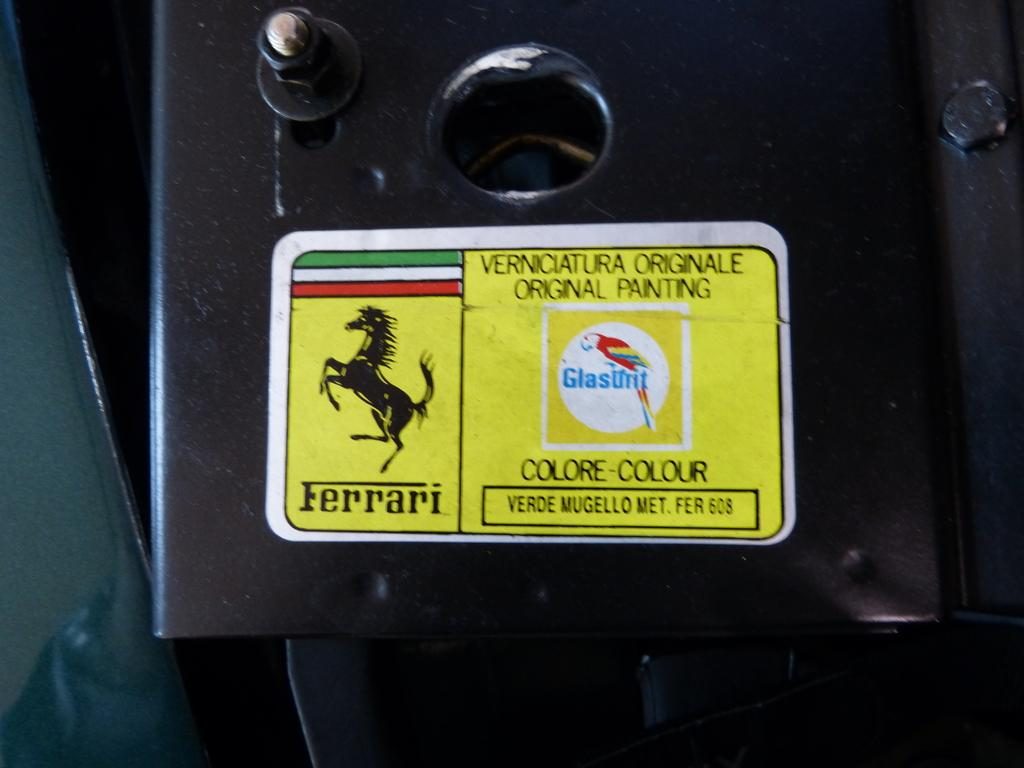 VERNICIATURA ORIGINALE
ORIGINAL PAINTING
Glasurit
COLORE-COLOUR
VERDE MUGELLO MET. FER 608
Ferrari